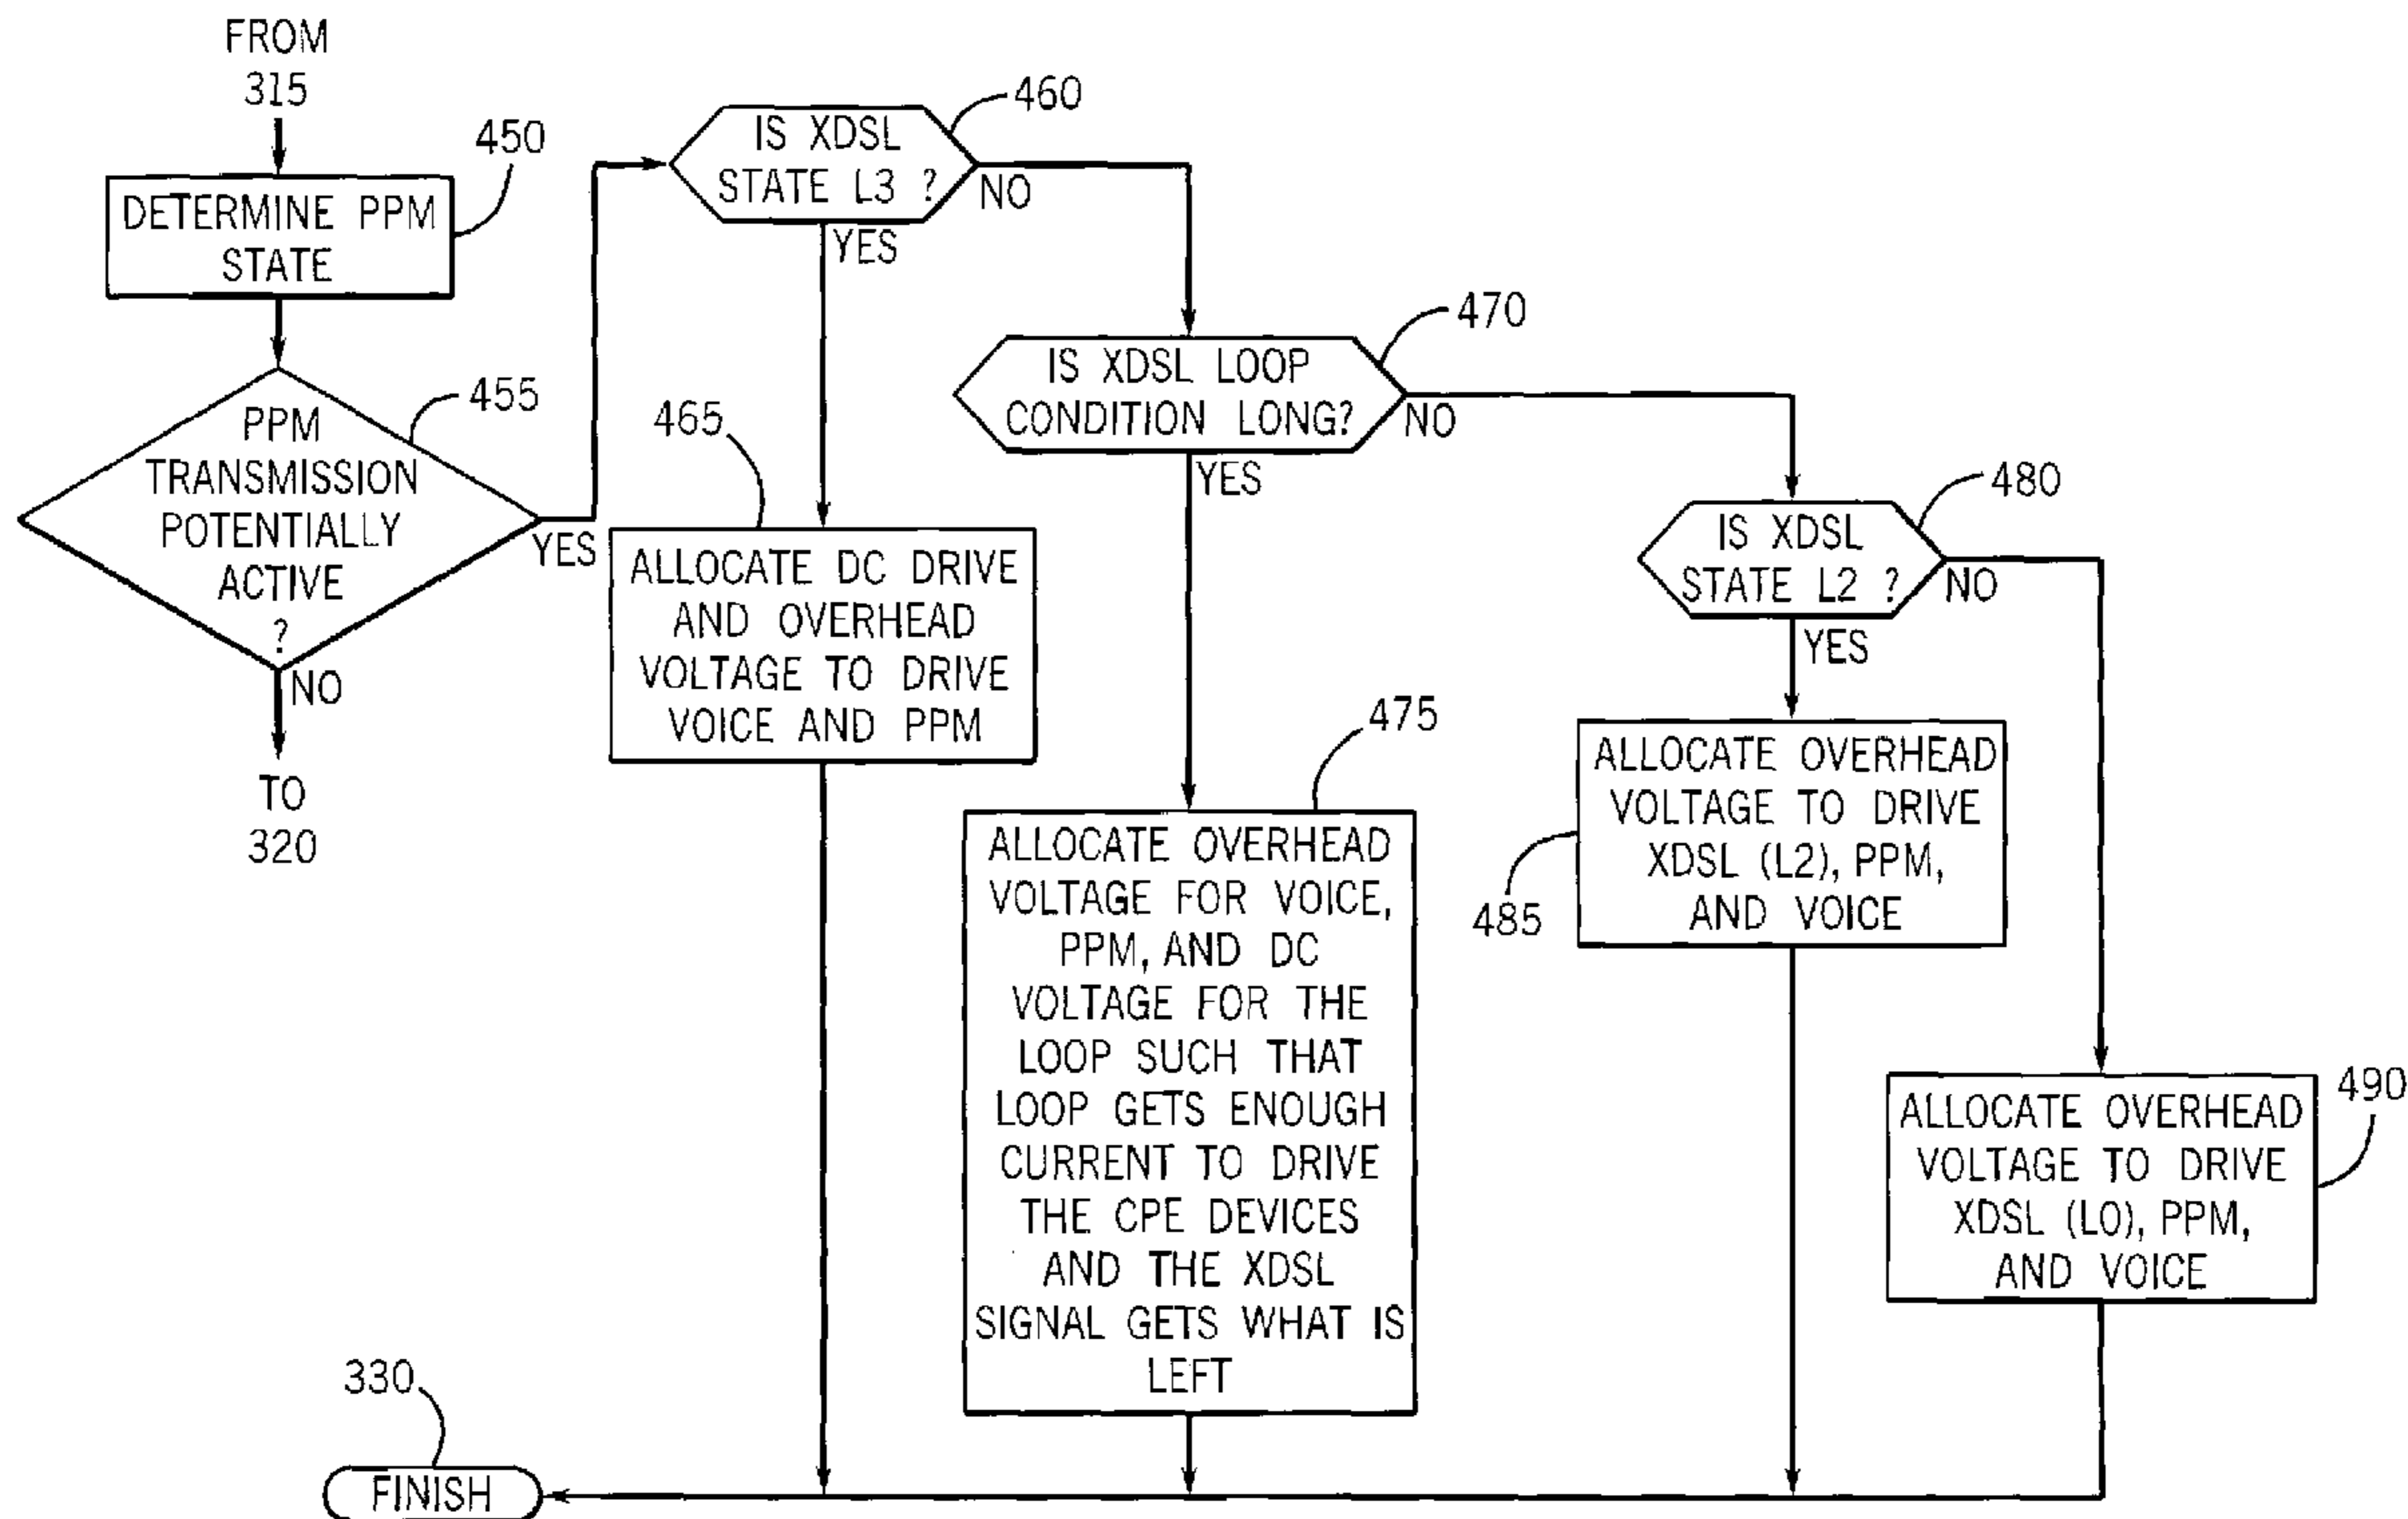 FROM
315
450
DETERMINE PPM
STATE
455
PPM
TRANSMISSION
POTENTIALLY
ACTIVE
?
YES
NO
TO
320
460
IS XDSL
STATE L3 ?
NO
YES
465
ALLOCATE DC DRIVE
AND OVERHEAD
VOLTAGE TO DRIVE
VOICE AND PPM
470
IS XDSL LOOP
CONDITION LONG?
NO
YES
475
ALLOCATE OVERHEAD
VOLTAGE FOR VOICE,
PPM, AND DC
VOLTAGE FOR THE
LOOP SUCH THAT
LOOP GETS ENOUGH
CURRENT TO DRIVE
THE CPE DEVICES
AND THE XDSL
SIGNAL GETS WHAT IS
LEFT
480
IS XDSL
STATE L2 ?
NO
YES
485
ALLOCATE OVERHEAD
VOLTAGE TO DRIVE
XDSL (L2), PPM,
AND VOICE
490
ALLOCATE OVERHEAD
VOLTAGE TO DRIVE
XDSL (L0), PPM,
AND VOICE
330
FINISH